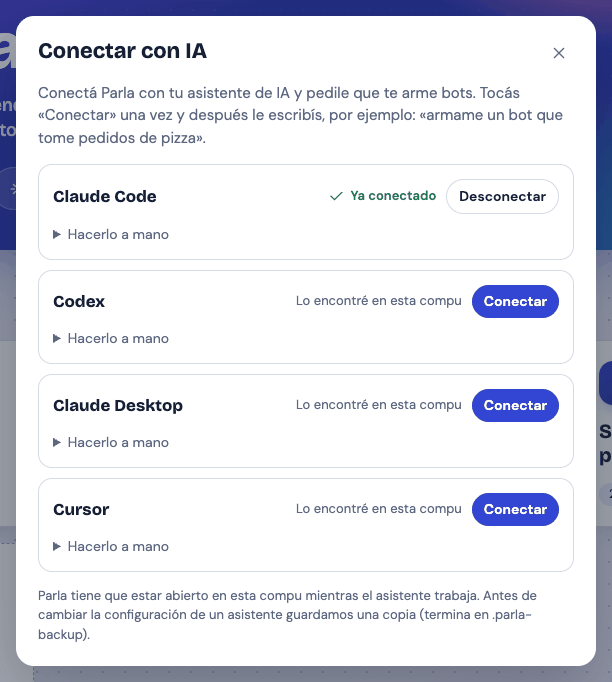 Conectar con IA
Conectá Parla con tu asistente de IA y pedile que te arme bots. Tocás
«Conectar» una vez y después le escribís, por ejemplo: «armame un bot que
tome pedidos de pizza».
Claude Code
Ya conectado
Desconectar
Hacerlo a mano
Codex
Lo encontré en esta compu
Conectar
Hacerlo a mano
Claude Desktop
Lo encontré en esta compu
Conectar
Hacerlo a mano
Cursor
Lo encontré en esta compu
Conectar
Hacerlo a mano
Parla tiene que estar abierto en esta compu mientras el asistente trabaja. Antes de
cambiar la configuración de un asistente guardamos una copia (termina en .parla-
backup).